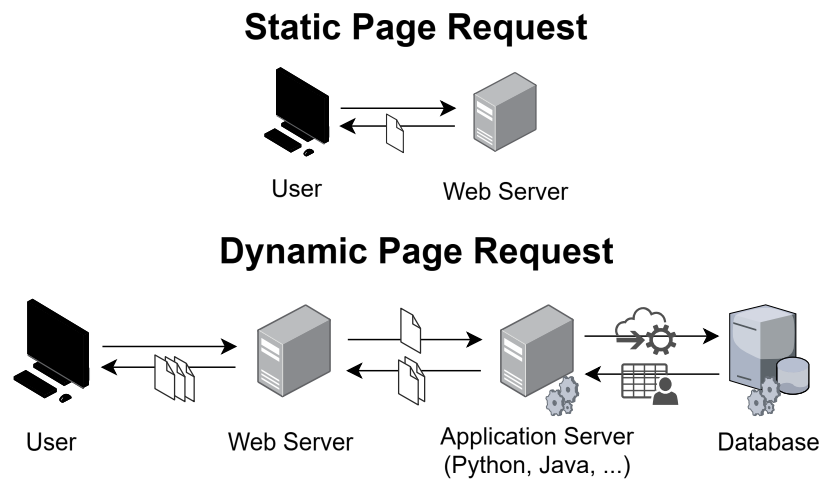 Static Page Request
User
Web Server
Dynamic Page Request
User
Web Server
Application Server
(Python, Java, ...)
Database